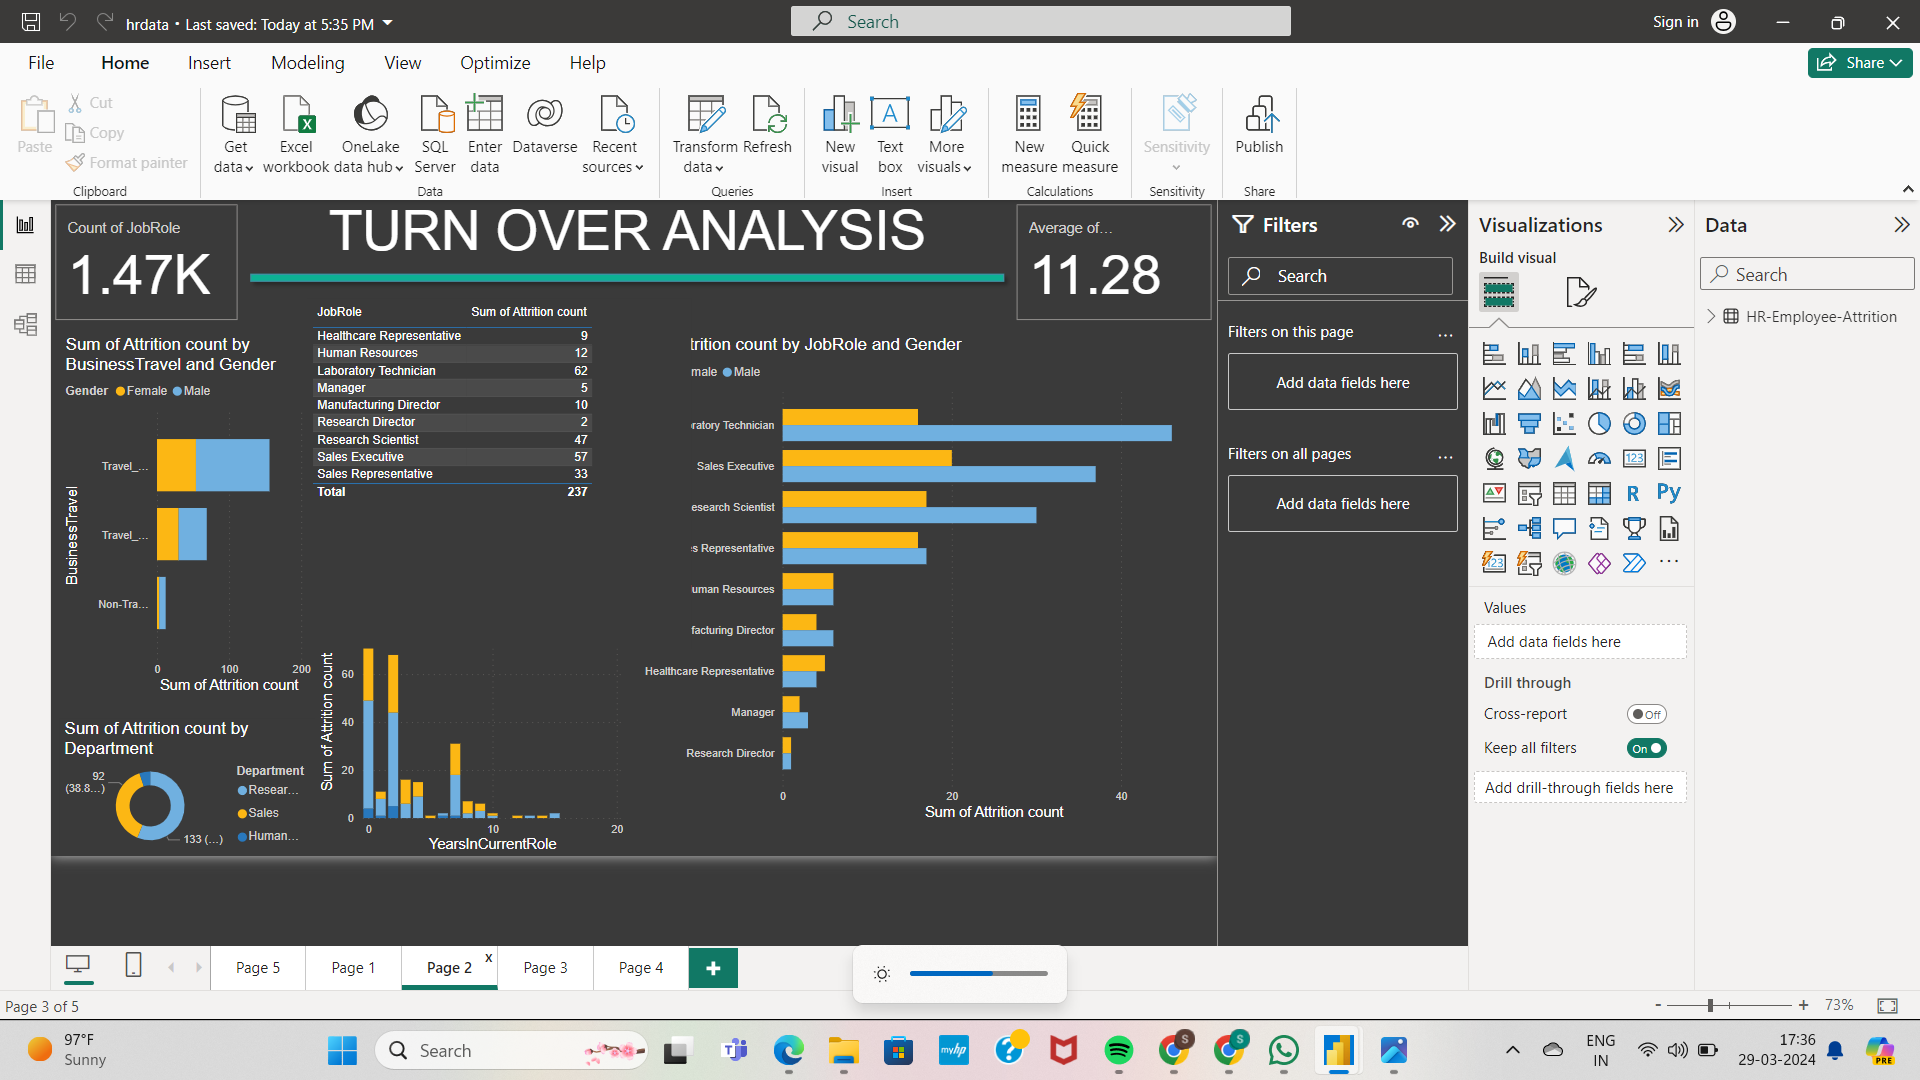 hrdata • Last saved: Today at 5:35 PM
Search
Sign in
File Home Insert Modeling View Optimize Help
Share
Paste
Cut
Copy
Format painter
Clipboard
Get data
Excel workbook
OneLake data hub
SQL Server
Enter data
Dataverse
Recent sources
Data
Transform data
Refresh
Queries
New visual
A
Text box
More visuals
Insert
New measure
Quick measure
Calculations
Sensitivity
Sensitivity
Publish
Share
Count of JobRole
1.47K
TURN OVER ANALYSIS
Average of...
11.28
Sum of Attrition count by
BusinessTravel and Gender
Gender Female Male
BusinessTravel
Travel_...
Travel_...
Non-Tra...
0 100 200
Sum of Attrition count
JobRole Sum of Attrition count
Healthcare Representative 9
Human Resources 12
Laboratory Technician 62
Manager 5
Manufacturing Director 10
Research Director 2
Research Scientist 47
Sales Executive 57
Sales Representative 33
Total 237
Sum of Attrition count by
Department
92
(38.8...)
133 (...)
Department
Resear...
Sales
Human...
Sum of Attrition count
60
40
20
0
0 10 20
YearsInCurrentRole
trition count by JobRole and Gender
male Male
ratory Technician
Sales Executive
esearch Scientist
s Representative
uman Resources
facturing Director
Healthcare Representative
Manager
Research Director
0 20 40
Sum of Attrition count
Filters
Search
Filters on this page ...
Add data fields here
Filters on all pages ...
Add data fields here
Visualizations
Build visual
123
R
Py
123
...
Values
Add data fields here
Drill through
Cross-report Off
Keep all filters On
Add drill-through fields here
Data
Search
HR-Employee-Attrition
Page 5 Page 1 Page 2 x Page 3 Page 4 +
Page 3 of 5
- + 73%
97°F
Sunny
Search
myhp
?
S
S
ENG
IN
17:36
29-03-2024
PRE